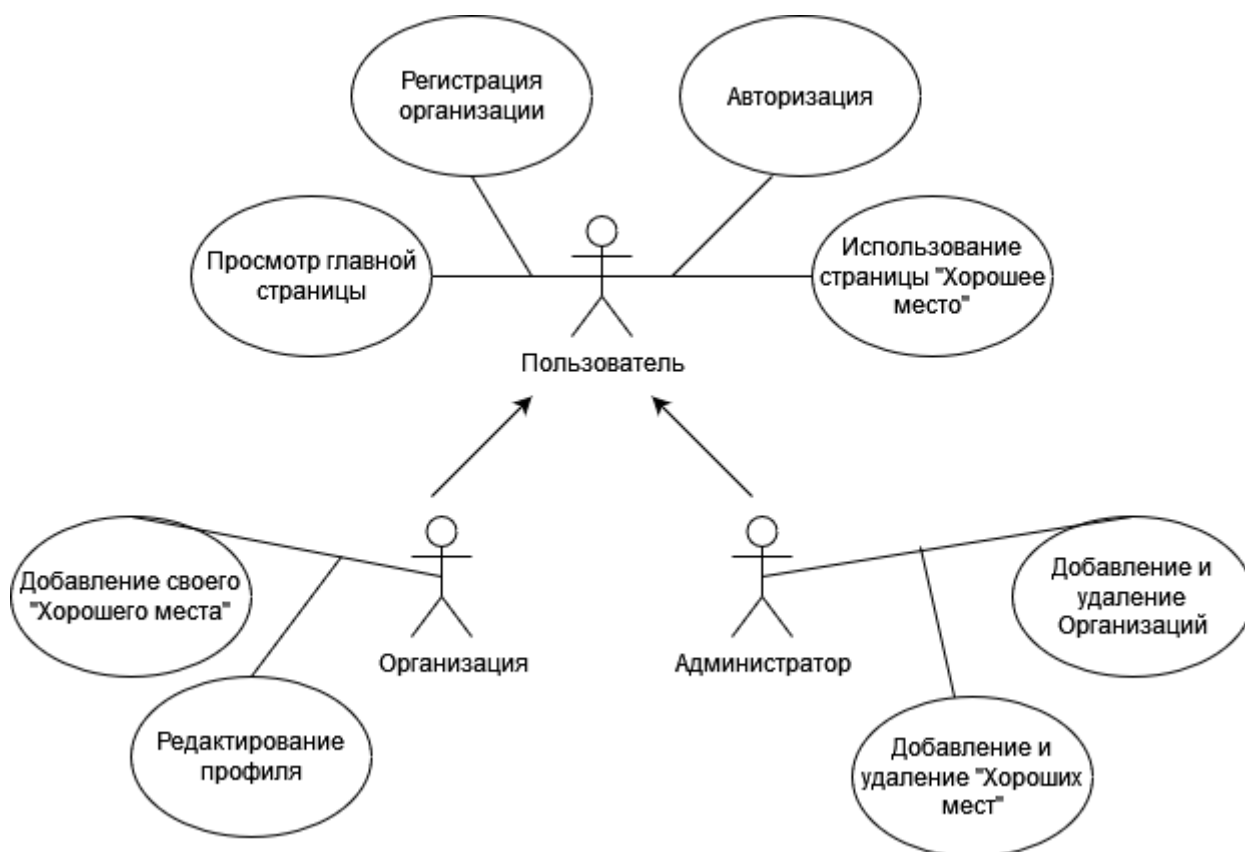 Регистрация
организации
Авторизация
Просмотр главной
страницы
Использование
страницы "Хорошее
место"
Пользователь
Добавление своего
"Хорошего места"
Организация
Редактирование
профиля
Администратор
Добавление и
удаление
Организаций
Добавление и
удаление "Хороших
мест"